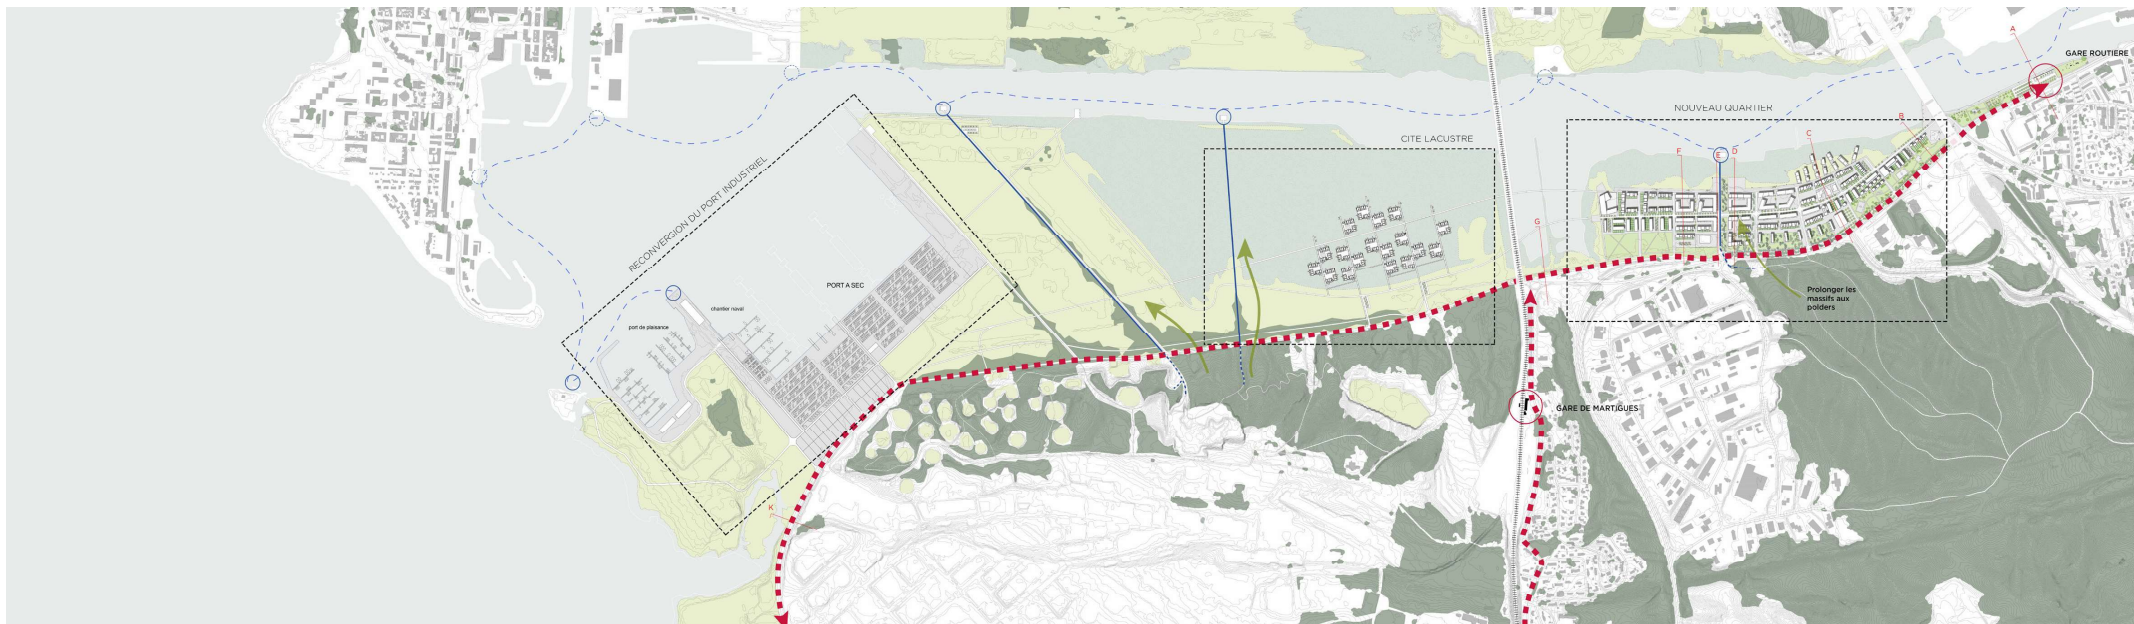 A
GARE ROUTIERE
NOUVEAU QUARTIER
B
C
CITE LACUSTRE
F
E
D
RECONVERSION DU PORT INDUSTRIEL
G
PORT A SEC
Prolonger les
massifs aux
polders
chantier naval
port de plaisance
GARE DE MARTIGUES
K